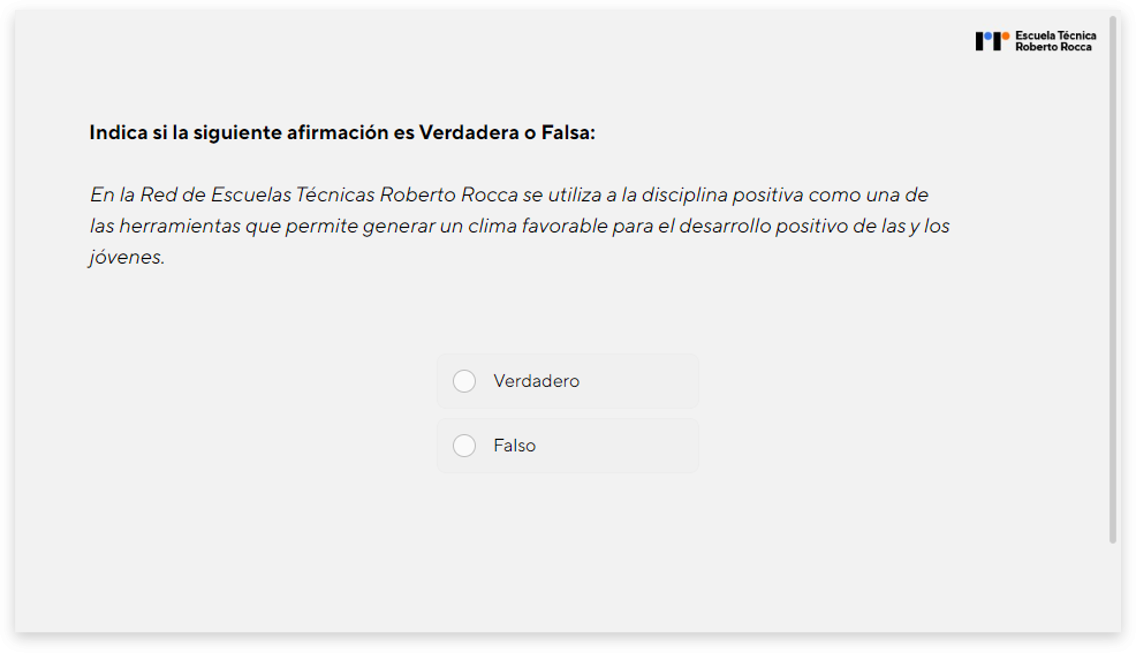 Escuela Técnica
Roberto Rocca
Indica si la siguiente afirmación es Verdadera o Falsa:
En la Red de Escuelas Técnicas Roberto Rocca se utiliza a la disciplina positiva como una de
las herramientas que permite generar un clima favorable para el desarrollo positivo de las y los
jóvenes.
Verdadero
Falso